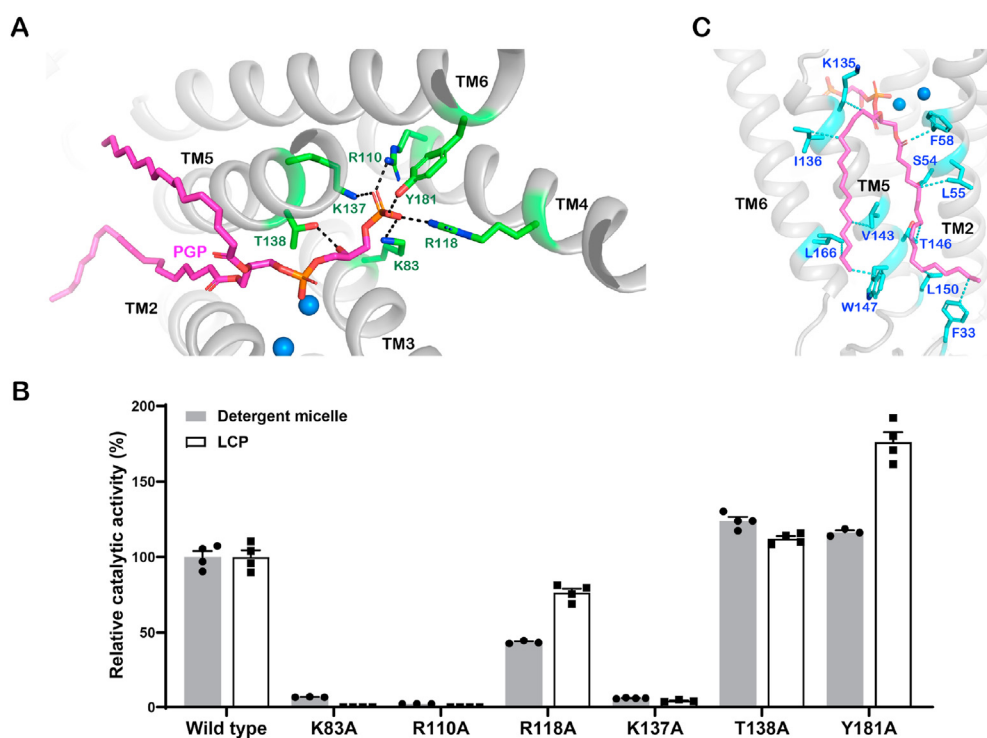 A
TM6
TM5
R110
K137
Y181
TM4
T138
R118
PGP
K83
TM2
TM3
C
K135
F58
I136
S54
TM5
L55
TM6
V143
TM2
T146
L166
L150
W147
F33
B
Relative catalytic activity (%)
200
150
100
50
0
Detergent micelle
LCP
Wild type K83A R110A R118A K137A T138A Y181A